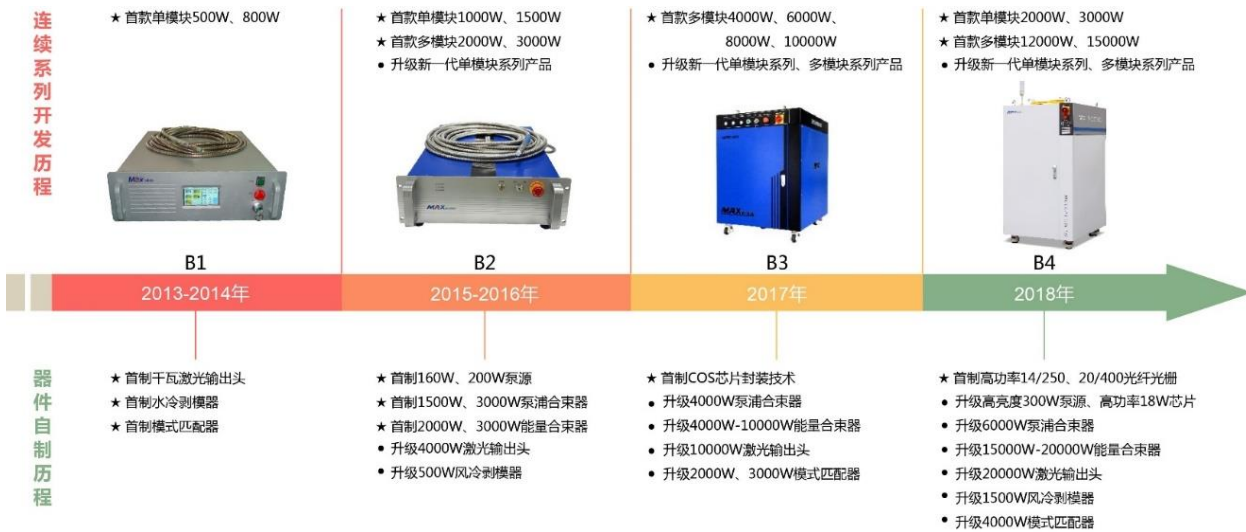 连续系列开发历程
★ 首款单模块500W、800W
★ 首款单模块1000W、1500W
★ 首款多模块2000W、3000W
● 升级新一代单模块系列产品
★ 首款多模块4000W、6000W、
8000W、10000W
● 升级新一代单模块系列、多模块系列产品
★ 首款单模块2000W、3000W
★ 首款多模块12000W、15000W
● 升级新一代单模块系列、多模块系列产品
MAX
MAX
MAX
B1
B2
B3
B4
2013-2014年
2015-2016年
2017年
2018年
器件自制历程
★ 首制千瓦激光输出头
★ 首制水冷剥模器
★ 首制模式匹配器
★ 首制160W、200W泵源
★ 首制1500W、3000W泵浦合束器
★ 首制2000W、3000W能量合束器
● 升级4000W激光输出头
● 升级500W风冷剥模器
★ 首制COS芯片封装技术
● 升级4000W泵浦合束器
● 升级4000W-10000W能量合束器
● 升级10000W激光输出头
● 升级2000W、3000W模式匹配器
★ 首制高功率14/250、20/400光纤光栅
● 升级高亮度300W泵源、高功率18W芯片
● 升级6000W泵浦合束器
● 升级15000W-20000W能量合束器
● 升级20000W激光输出头
● 升级1500W风冷剥模器
● 升级4000W模式匹配器